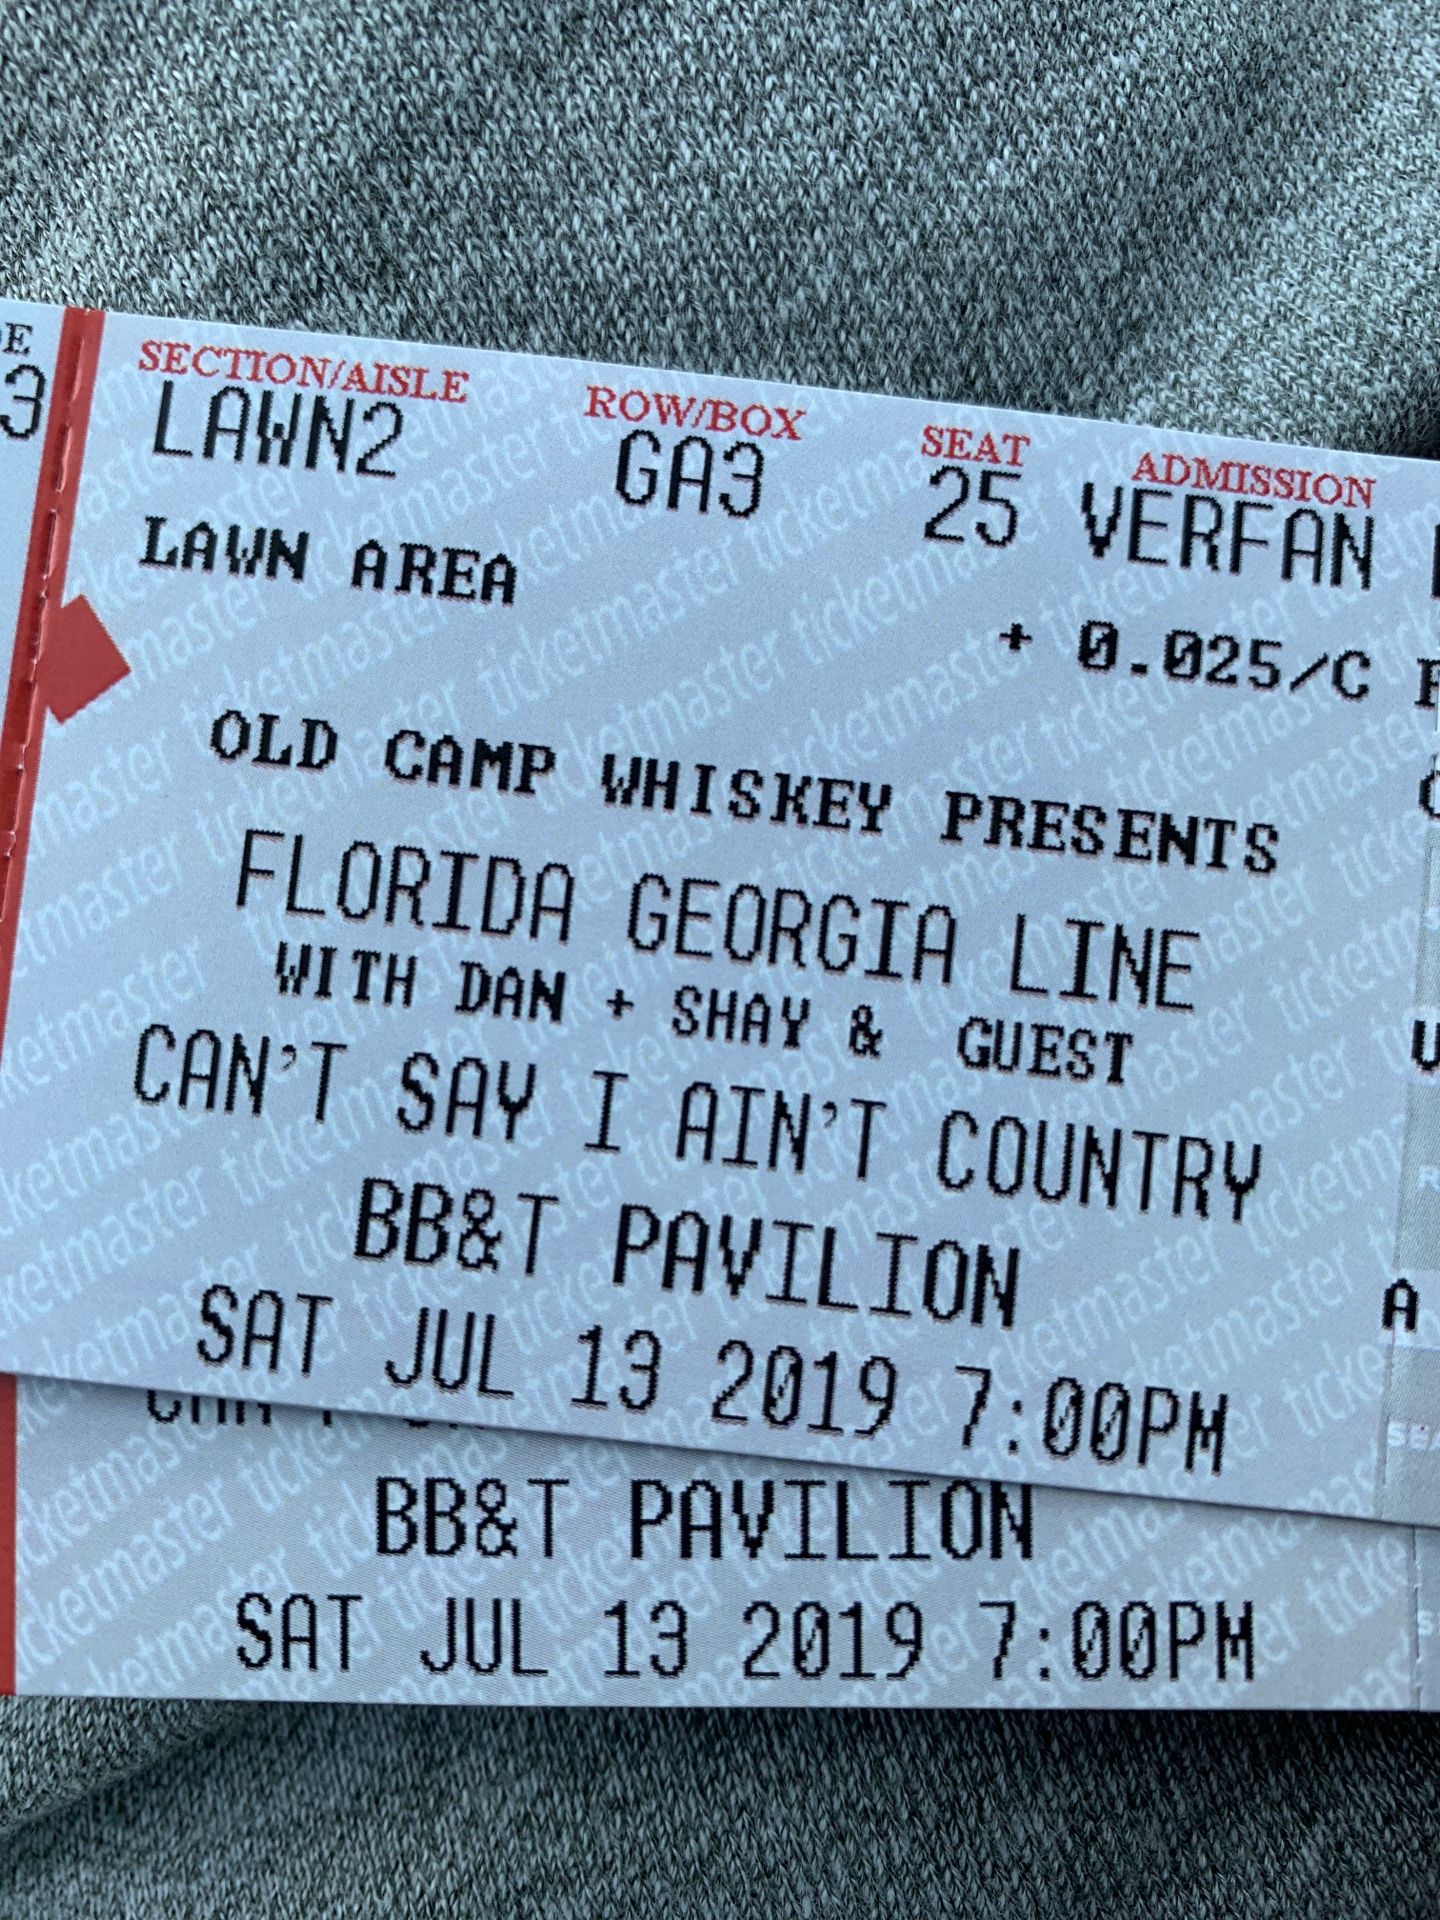 SECTION/AISLE ROW/BOX SEAT ADMISSION
LAWN2 GA3 25 VERFAN
LAWN AREA
+ 0.025/C
OLD CAMP WHISKEY PRESENTS
FLORIDA GEORGIA LINE
WITH DAN + SHAY & GUEST
CAN'T SAY I AIN'T COUNTRY
BB&T PAVILION
SAT JUL 13 2019 7:00PM
BB&T PAVILION
SAT JUL 13 2019 7:00PM
ticketmaster